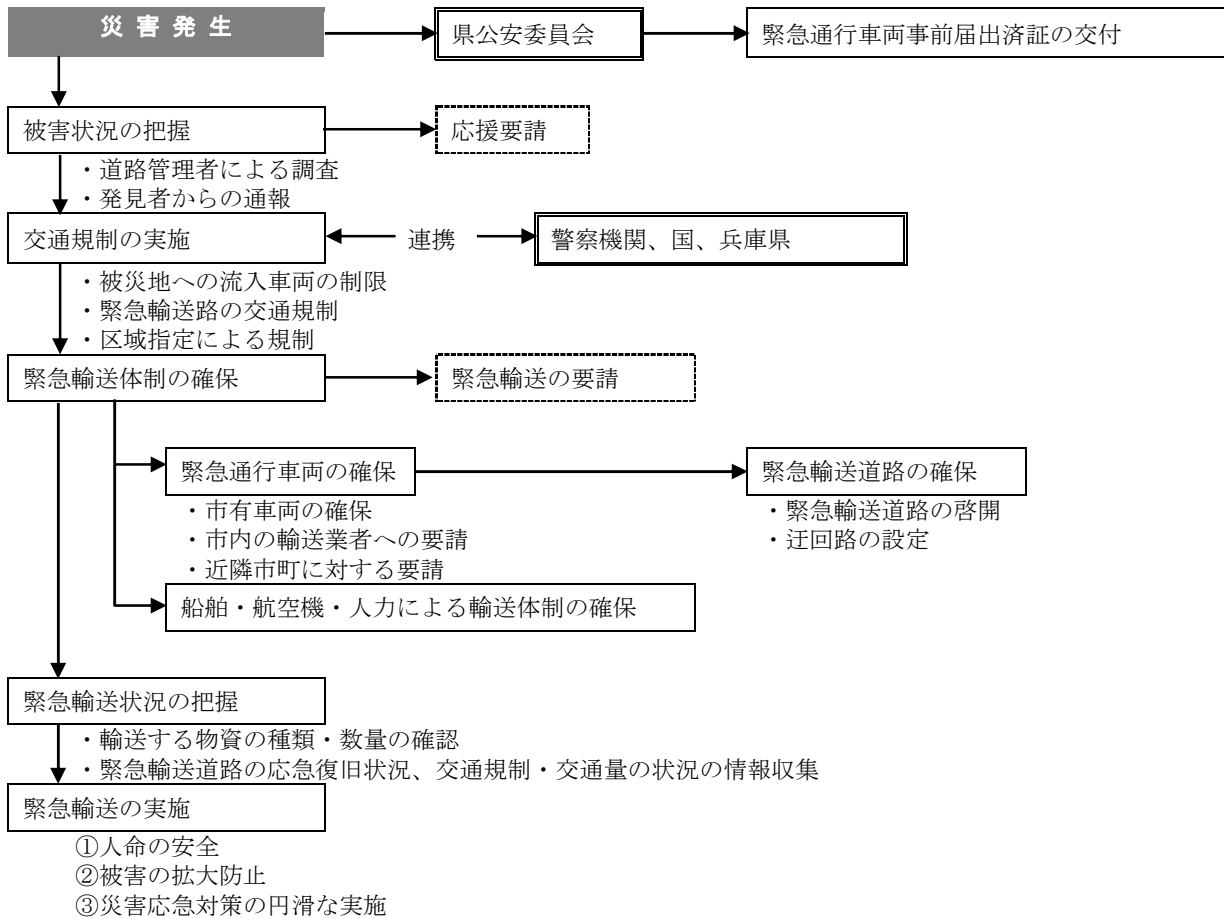 災 害 発 生
県公安委員会
緊急通行車両事前届出済証の交付
被害状況の把握
応援要請
・道路管理者による調査
・発見者からの通報
交通規制の実施
連携
警察機関、国、兵庫県
・被災地への流入車両の制限
・緊急輸送路の交通規制
・区域指定による規制
緊急輸送体制の確保
緊急輸送の要請
緊急通行車両の確保
緊急輸送道路の確保
・市有車両の確保
・市内の輸送業者への要請
・近隣市町に対する要請
・緊急輸送道路の啓開
・迂回路の設定
船舶・航空機・人力による輸送体制の確保
緊急輸送状況の把握
・輸送する物資の種類・数量の確認
・緊急輸送道路の応急復旧状況、交通規制・交通量の状況の情報収集
緊急輸送の実施
①人命の安全
②被害の拡大防止
③災害応急対策の円滑な実施